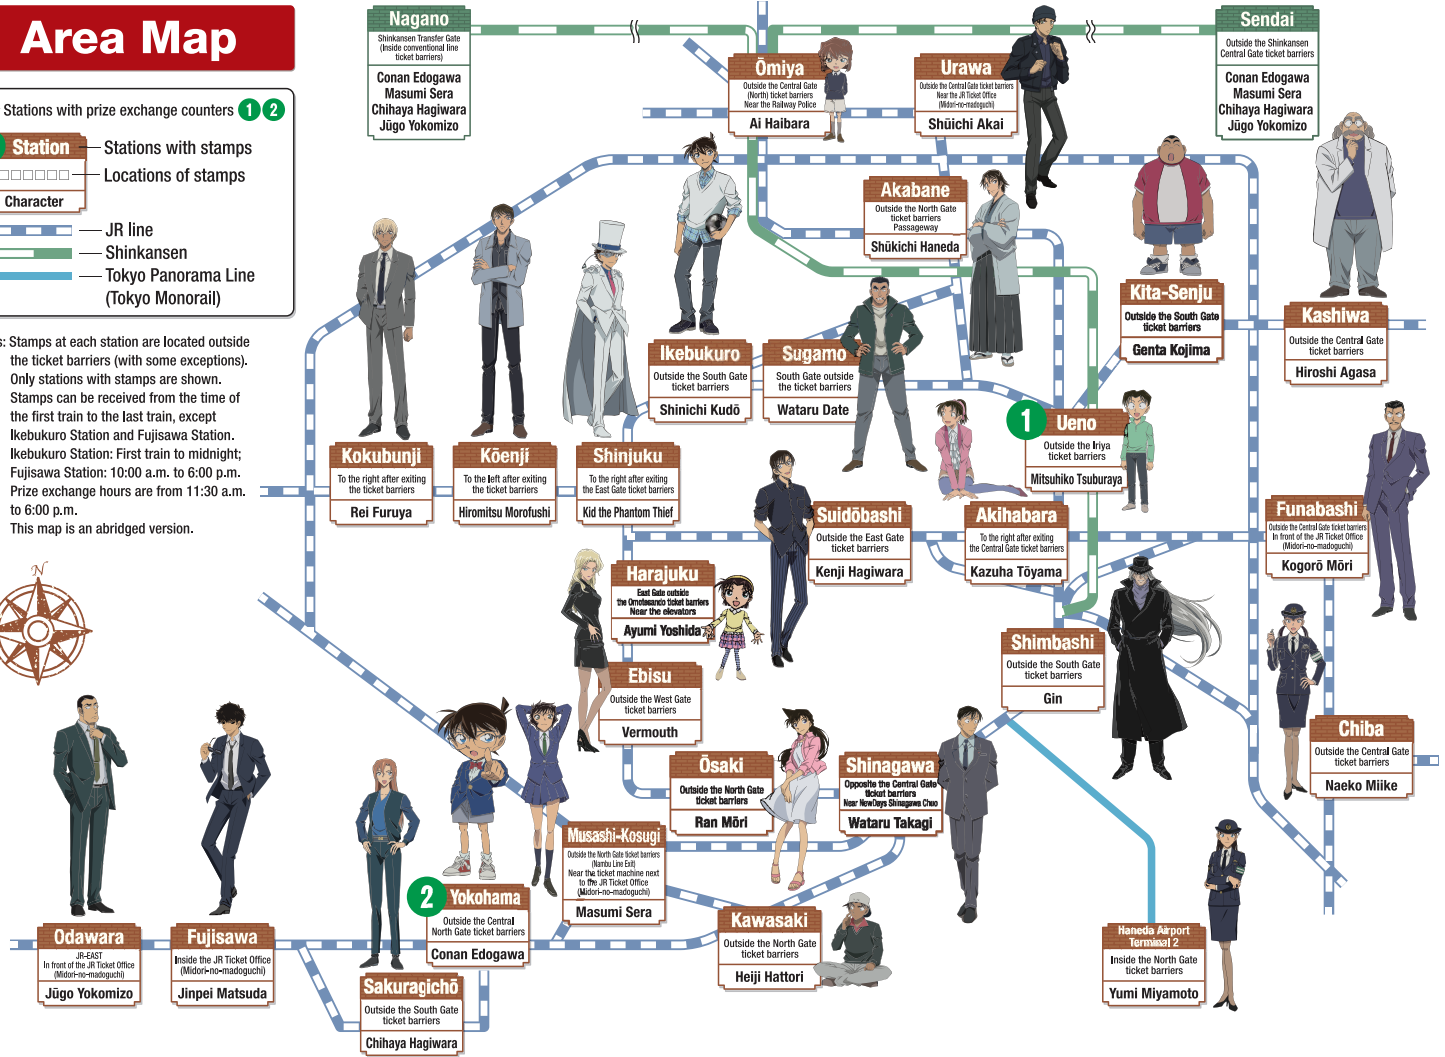 Area Map
Stations with prize exchange counters 1 2
Station
Stations with stamps
Locations of stamps
Character
JR line
Shinkansen
Tokyo Panorama Line
(Tokyo Monorail)
s: Stamps at each station are located outside
the ticket barriers (with some exceptions).
Only stations with stamps are shown.
Stamps can be received from the time of
the first train to the last train, except
Ikebukuro Station and Fujisawa Station.
Ikebukuro Station: First train to midnight;
Fujisawa Station: 10:00 a.m. to 6:00 p.m.
Prize exchange hours are from 11:30 a.m.
to 6:00 p.m.
This map is an abridged version.
N
Nagano
Shinkansen Transfer Gate
(Inside conventional line
ticket barriers)
Conan Edogawa
Masumi Sera
Chihaya Hagiwara
Jūgo Yokomizo
Ōmiya
Outside the Central Gate
(North) ticket barriers
Near the Railway Police
Ai Haibara
Urawa
Outside the Central Gate ticket barriers
Near the JR Ticket Office
(Midori-no-madoguchi)
Shūichi Akai
Sendai
Outside the Shinkansen
Central Gate ticket barriers
Conan Edogawa
Masumi Sera
Chihaya Hagiwara
Jūgo Yokomizo
Akabane
Outside the North Gate
ticket barriers
Passageway
Shūkichi Haneda
Kita-Senju
Outside the South Gate
ticket barriers
Genta Kojima
Kashiwa
Outside the Central Gate
ticket barriers
Hiroshi Agasa
Ikebukuro
Outside the South Gate
ticket barriers
Shinichi Kudō
Sugamo
South Gate outside
the ticket barriers
Wataru Date
1
Ueno
Outside the Iriya
ticket barriers
Mitsuhiko Tsuburaya
Kokubunji
To the right after exiting
the ticket barriers
Rei Furuya
Kōenji
To the left after exiting
the ticket barriers
Hiromitsu Morofushi
Shinjuku
To the right after exiting
the East Gate ticket barriers
Kid the Phantom Thief
Suidōbashi
Outside the East Gate
ticket barriers
Kenji Hagiwara
Akihabara
To the right after exiting
the Central Gate ticket barriers
Kazuha Tōyama
Funabashi
Outside the Central Gate ticket barriers
In front of the JR Ticket Office
(Midori-no-madoguchi)
Kogorō Mōri
Harajuku
East Gate outside
the Omotesando ticket barriers
Near the elevators
Ayumi Yoshida
Shimbashi
Outside the South Gate
ticket barriers
Gin
Ebisu
Outside the West Gate
ticket barriers
Vermouth
Chiba
Outside the Central Gate
ticket barriers
Naeko Miike
Ōsaki
Outside the North Gate
ticket barriers
Ran Mōri
Shinagawa
Opposite the Central Gate
ticket barriers
Near NewDays Shinagawa Chuo
Wataru Takagi
Musashi-Kosugi
Outside the North Gate ticket barriers
(Nambu Line Exit)
Near the ticket machine next
to the JR Ticket Office
(Midori-no-madoguchi)
Masumi Sera
2
Yokohama
Outside the Central
North Gate ticket barriers
Conan Edogawa
Kawasaki
Outside the North Gate
ticket barriers
Heiji Hattori
Haneda Airport
Terminal 2
Inside the North Gate
ticket barriers
Yumi Miyamoto
Odawara
JR-EAST
In front of the JR Ticket Office
(Midori-no-madoguchi)
Jūgo Yokomizo
Fujisawa
Inside the JR Ticket Office
(Midori-no-madoguchi)
Jinpei Matsuda
Sakuragichō
Outside the South Gate
ticket barriers
Chihaya Hagiwara